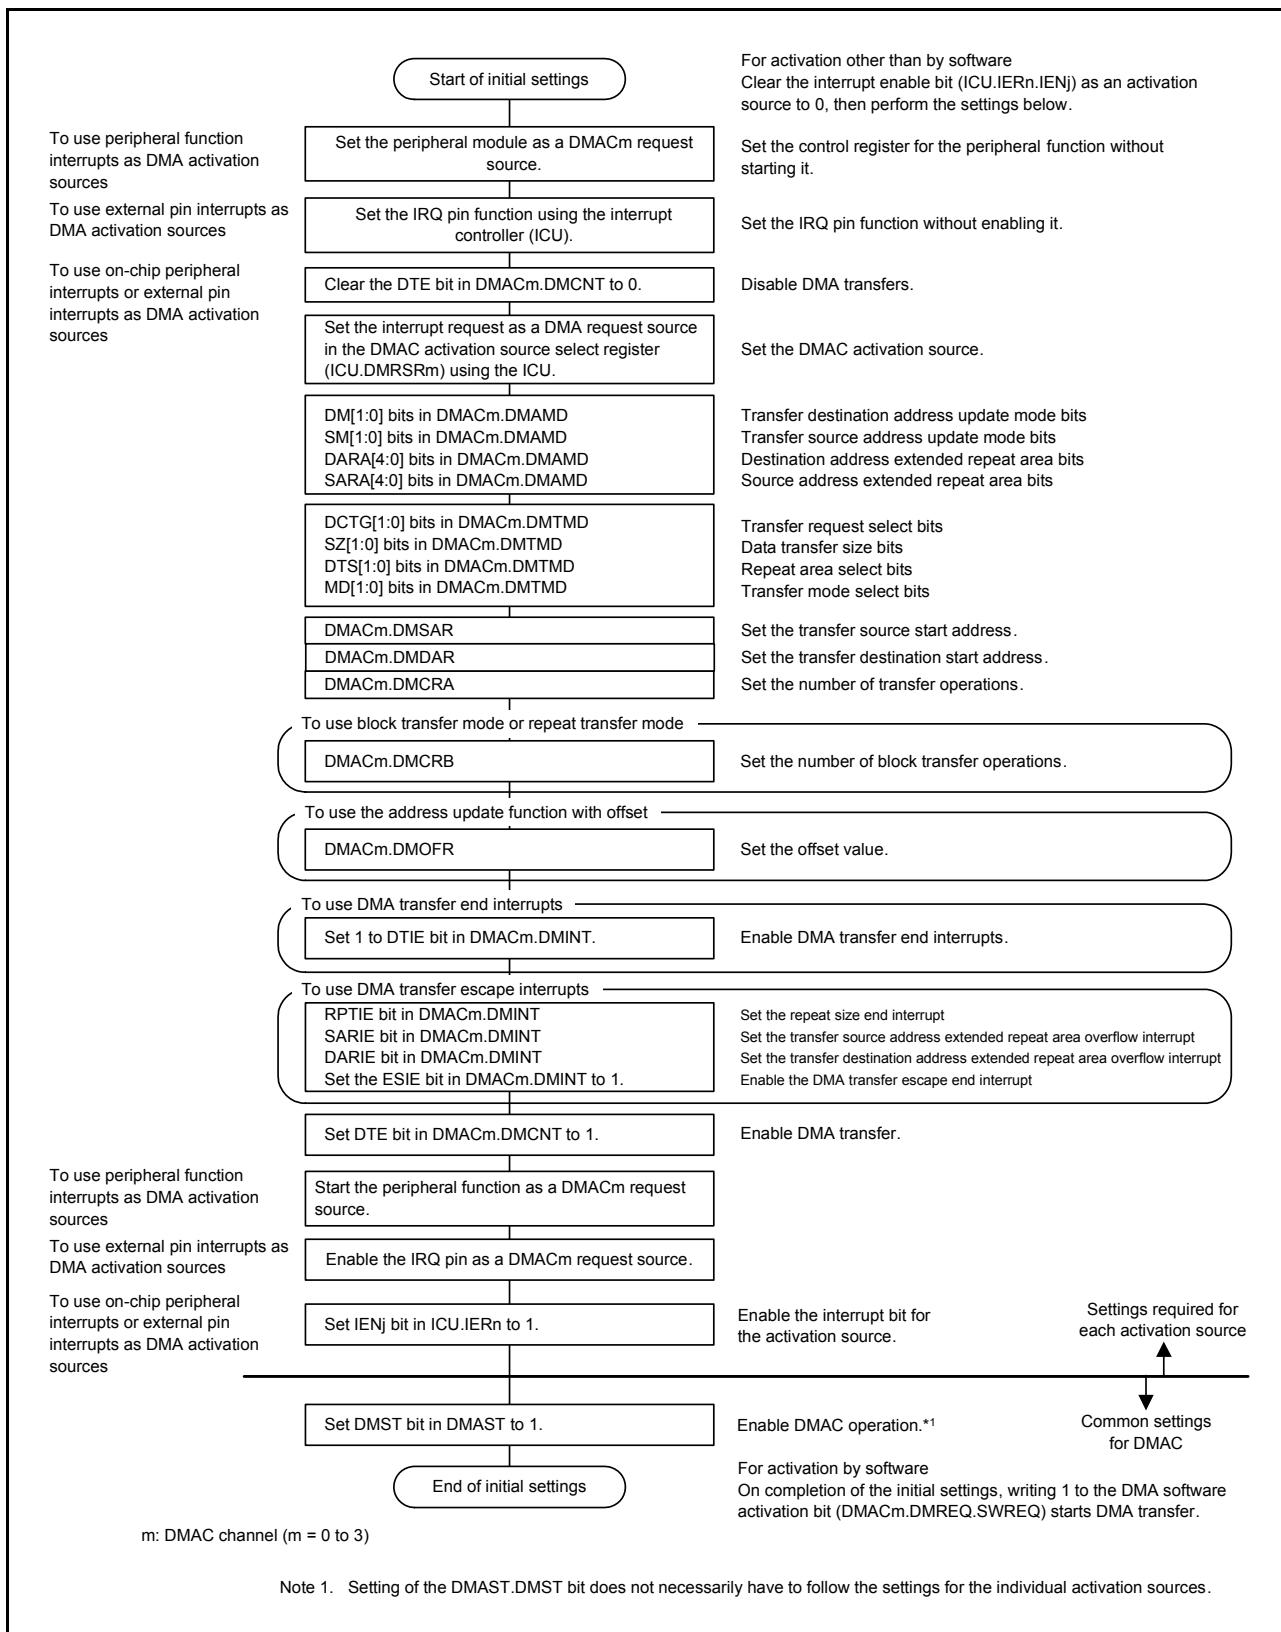 Start of initial settings
For activation other than by software
Clear the interrupt enable bit (ICU.IERn.IENj) as an activation
source to 0, then perform the settings below.
To use peripheral function
interrupts as DMA activation
sources
Set the peripheral module as a DMACm request
source.
Set the control register for the peripheral function without
starting it.
To use external pin interrupts as
DMA activation sources
Set the IRQ pin function using the interrupt
controller (ICU).
Set the IRQ pin function without enabling it.
To use on-chip peripheral
interrupts or external pin
interrupts as DMA activation
sources
Clear the DTE bit in DMACm.DMCNT to 0.
Disable DMA transfers.
Set the interrupt request as a DMA request source
in the DMAC activation source select register
(ICU.DMRSRm) using the ICU.
Set the DMAC activation source.
DM[1:0] bits in DMACm.DMAMD
SM[1:0] bits in DMACm.DMAMD
DARA[4:0] bits in DMACm.DMAMD
SARA[4:0] bits in DMACm.DMAMD
Transfer destination address update mode bits
Transfer source address update mode bits
Destination address extended repeat area bits
Source address extended repeat area bits
DCTG[1:0] bits in DMACm.DMTMD
SZ[1:0] bits in DMACm.DMTMD
DTS[1:0] bits in DMACm.DMTMD
MD[1:0] bits in DMACm.DMTMD
Transfer request select bits
Data transfer size bits
Repeat area select bits
Transfer mode select bits
DMACm.DMSAR
Set the transfer source start address.
DMACm.DMDAR
Set the transfer destination start address.
DMACm.DMCRA
Set the number of transfer operations.
To use block transfer mode or repeat transfer mode
DMACm.DMCRB
Set the number of block transfer operations.
To use the address update function with offset
DMACm.DMOFR
Set the offset value.
To use DMA transfer end interrupts
Set 1 to DTIE bit in DMACm.DMINT.
Enable DMA transfer end interrupts.
To use DMA transfer escape interrupts
RPTIE bit in DMACm.DMINT
SARIE bit in DMACm.DMINT
DARIE bit in DMACm.DMINT
Set the ESIE bit in DMACm.DMINT to 1.
Set the repeat size end interrupt
Set the transfer source address extended repeat area overflow interrupt
Set the transfer destination address extended repeat area overflow interrupt
Enable the DMA transfer escape end interrupt
Set DTE bit in DMACm.DMCNT to 1.
Enable DMA transfer.
To use peripheral function
interrupts as DMA activation
sources
Start the peripheral function as a DMACm request
source.
To use external pin interrupts as
DMA activation sources
Enable the IRQ pin as a DMACm request source.
To use on-chip peripheral
interrupts or external pin
interrupts as DMA activation
sources
Set IENj bit in ICU.IERn to 1.
Enable the interrupt bit for
the activation source.
Settings required for
each activation source
Set DMST bit in DMAST to 1.
Enable DMAC operation.*1
Common settings
for DMAC
End of initial settings
For activation by software
On completion of the initial settings, writing 1 to the DMA software
activation bit (DMACm.DMREQ.SWREQ) starts DMA transfer.
m: DMAC channel (m = 0 to 3)
Note 1. Setting of the DMAST.DMST bit does not necessarily have to follow the settings for the individual activation sources.